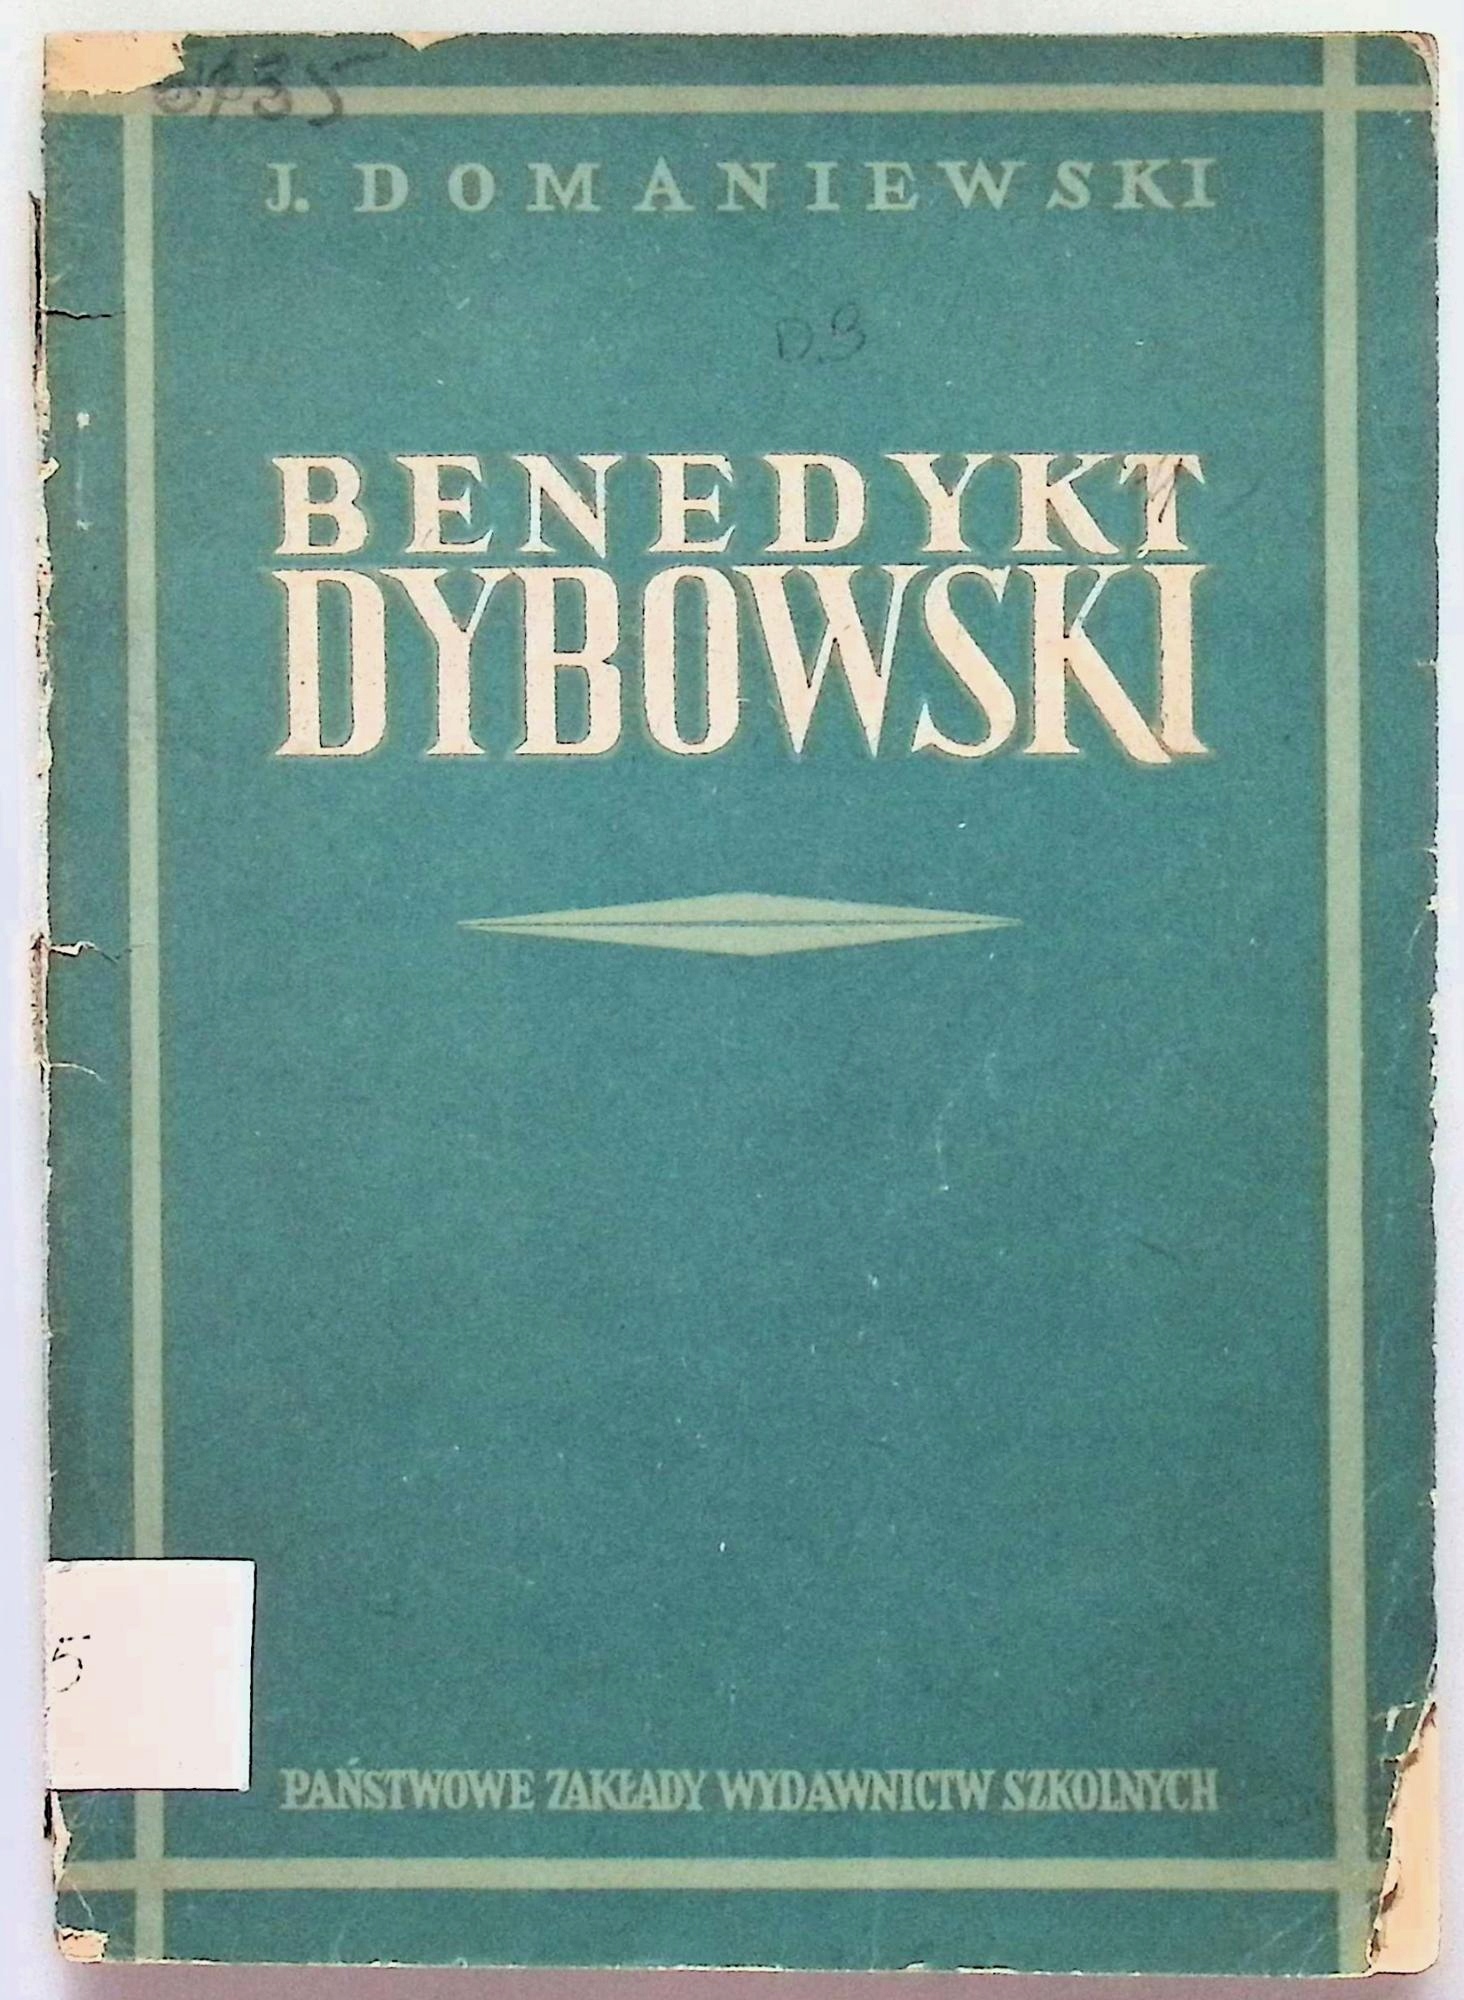 J. DOMANIEWSKI
D.B
BENEDYKT
DYBOWSKI
PAŃSTWOWE ZAKŁADY WYDAWNICTW SZKOLNYCH